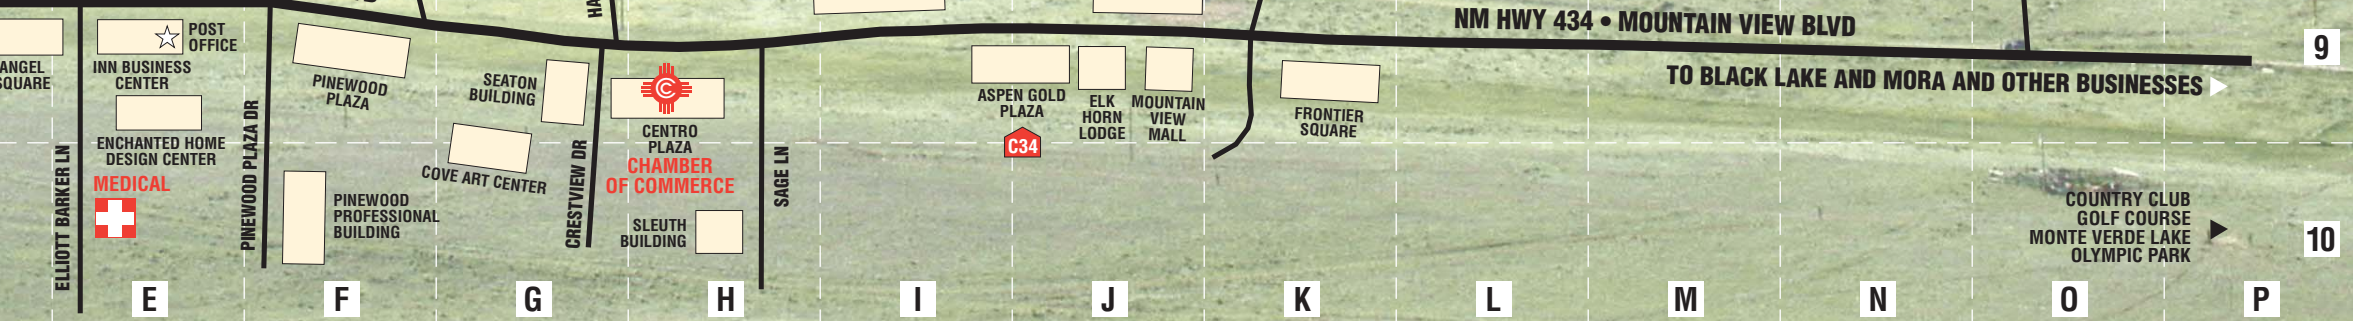 HA
NM HWY 434 • MOUNTAIN VIEW BLVD
9
TO BLACK LAKE AND MORA AND OTHER BUSINESSES
ANGEL
SQUARE
POST
OFFICE
INN BUSINESS
CENTER
ENCHANTED HOME
DESIGN CENTER
MEDICAL
ELLIOTT BARKER LN
PINEWOOD PLAZA DR
PINEWOOD
PLAZA
PINEWOOD
PROFESSIONAL
BUILDING
SEATON
BUILDING
COVE ART CENTER
CRESTVIEW DR
C
CENTRO
PLAZA
CHAMBER
OF COMMERCE
SLEUTH
BUILDING
SAGE LN
ASPEN GOLD
PLAZA
C34
ELK
HORN
LODGE
MOUNTAIN
VIEW
MALL
FRONTIER
SQUARE
COUNTRY CLUB
GOLF COURSE
MONTE VERDE LAKE
OLYMPIC PARK
10
E
F
G
H
I
J
K
L
M
N
O
P